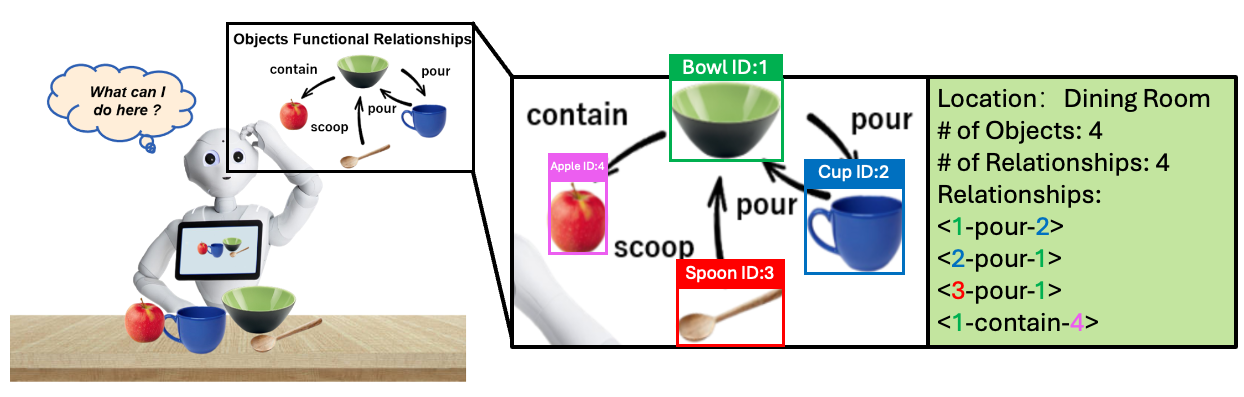 What can I
do here ?
Objects Functional Relationships
contain
pour
pour
scoop
Bowl ID:1
contain
pour
Apple ID:4
Cup ID:2
pour
scoop
Spoon ID:3
Location： Dining Room
# of Objects: 4
# of Relationships: 4
Relationships:
<1-pour-2>
<2-pour-1>
<3-pour-1>
<1-contain-4>